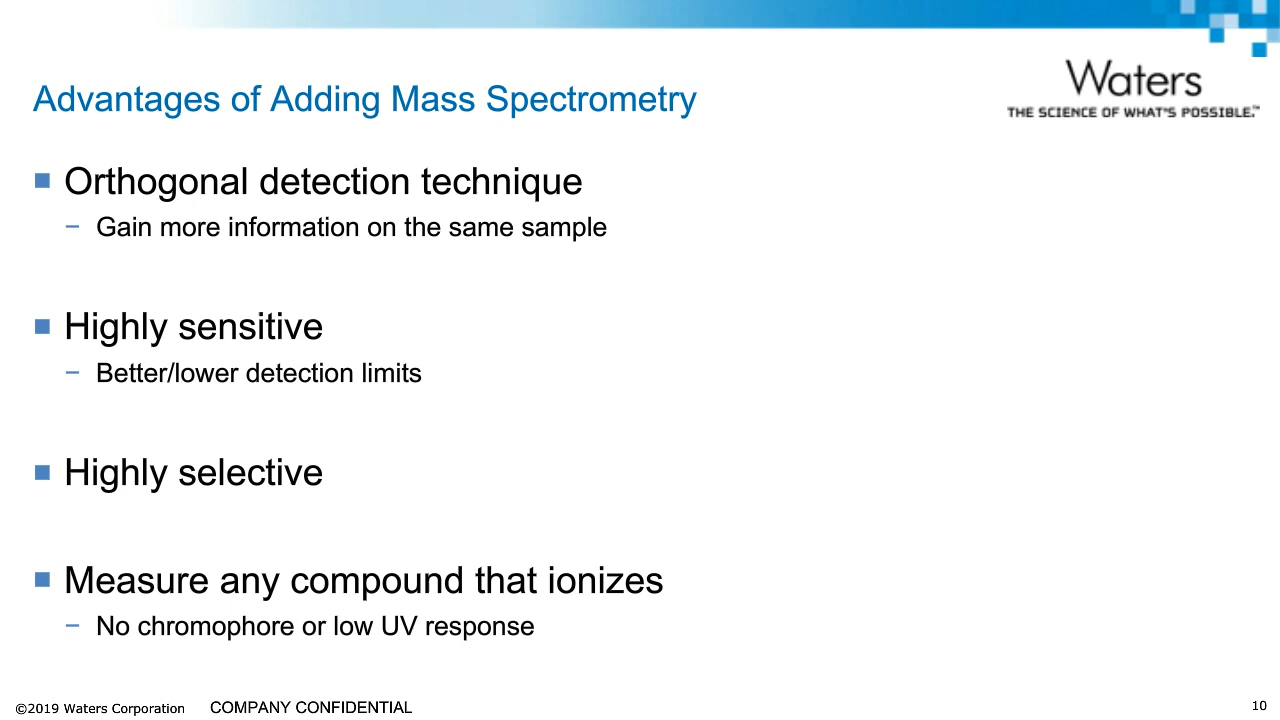 Waters
THE SCIENCE OF WHAT'S POSSIBLE.™
Advantages of Adding Mass Spectrometry
■ Orthogonal detection technique
– Gain more information on the same sample
■ Highly sensitive
– Better/lower detection limits
■ Highly selective
■ Measure any compound that ionizes
– No chromophore or low UV response
©2019 Waters Corporation COMPANY CONFIDENTIAL 10